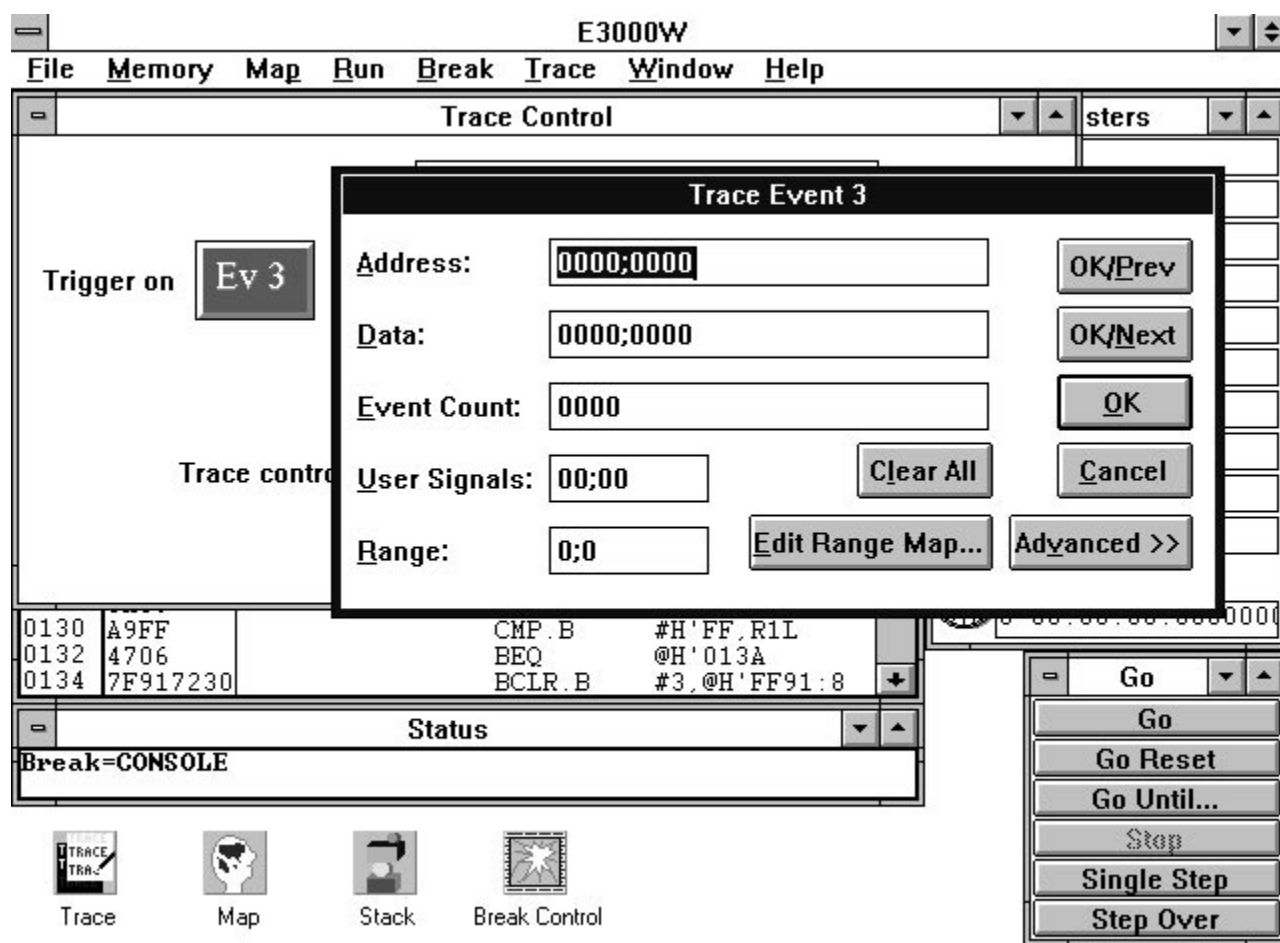 E3000W
File Memory Map Run Break Trace Window Help
Trace Control
sters
Trace Event 3
Trigger on
Ev 3
Address: 0000;0000
OK/Prev
Data: 0000;0000
OK/Next
Event Count: 0000
OK
Trace contro
User Signals: 00;00
Clear All
Cancel
Range: 0;0
Edit Range Map...
Advanced >>
0130 A9FF CMP.B #H'FF,R1L
0132 4706 BEQ @H'013A
0134 7F917230 BCLR.B #3,@H'FF91:8
Go
Status
Go
Break=CONSOLE
Go Reset
Go Until...
Stop
Single Step
Step Over
TRACE
Trace Map Stack Break Control